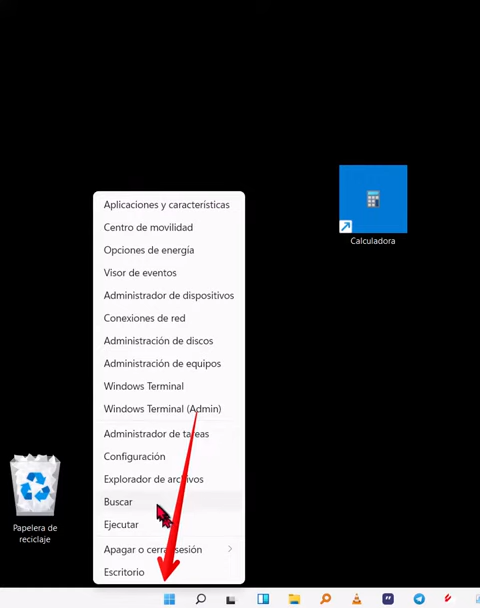 Aplicaciones y características
Centro de movilidad
Opciones de energía
Visor de eventos
Administrador de dispositivos
Conexiones de red
Administración de discos
Administración de equipos
Windows Terminal
Windows Terminal (Admin)
Administrador de tareas
Configuración
Explorador de archivos
Buscar
Ejecutar
Apagar o cerrar sesión
Escritorio
Calculadora
Papelera de
reciclaje